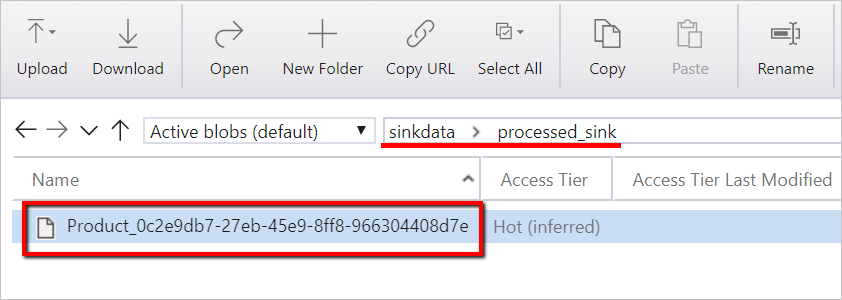 Upload Download Open New Folder Copy URL Select All Copy Paste Rename
Active blobs (default) sinkdata processed_sink
Name Access Tier Access Tier Last Modified
Product_0c2e9db7-27eb-45e9-8ff8-966304408d7e Hot (inferred)